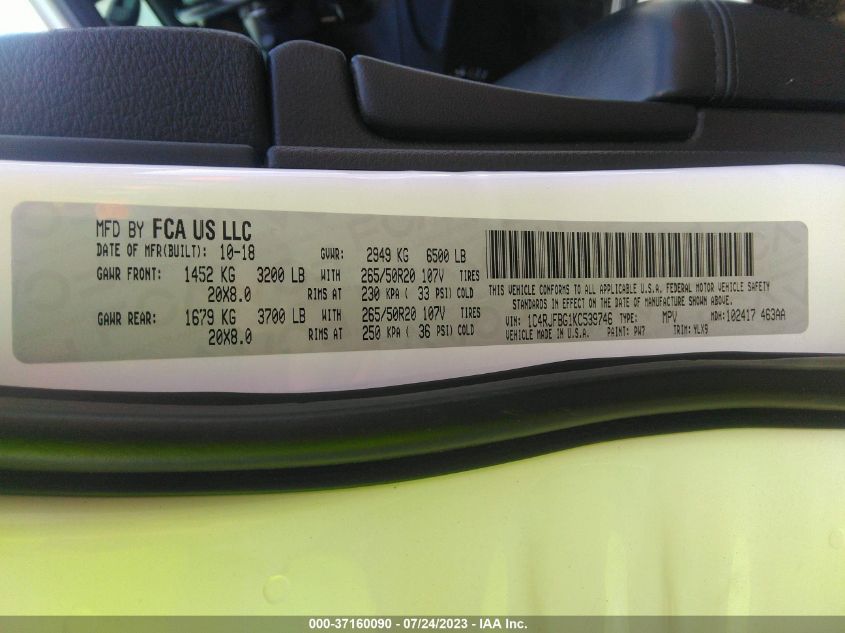 MFD BY FCA US LLC
DATE OF MFR(BUILT): 10-18 GVWR: 2949 KG 6500 LB
GAWR FRONT: 1452 KG 3200 LB WITH 265/50R20 107V TIRES
20X8.0 RIMS AT 230 KPA ( 33 PSI) COLD
GAWR REAR: 1679 KG 3700 LB WITH 265/50R20 107V TIRES
20X8.0 RIMS AT 250 KPA ( 36 PSI) COLD
THIS VEHICLE CONFORMS TO ALL APPLICABLE U.S.A. FEDERAL MOTOR VEHICLE SAFETY
STANDARDS IN EFFECT ON THE DATE OF MANUFACTURE SHOWN ABOVE.
VIN: 1C4RJFBG1KC539746 TYPE: MPV MDH:102417 463AA
VEHICLE MADE IN U.S.A. PAINT: PW7 TRIM: YLX9
000-37160090 - 07/24/2023 - IAA Inc.